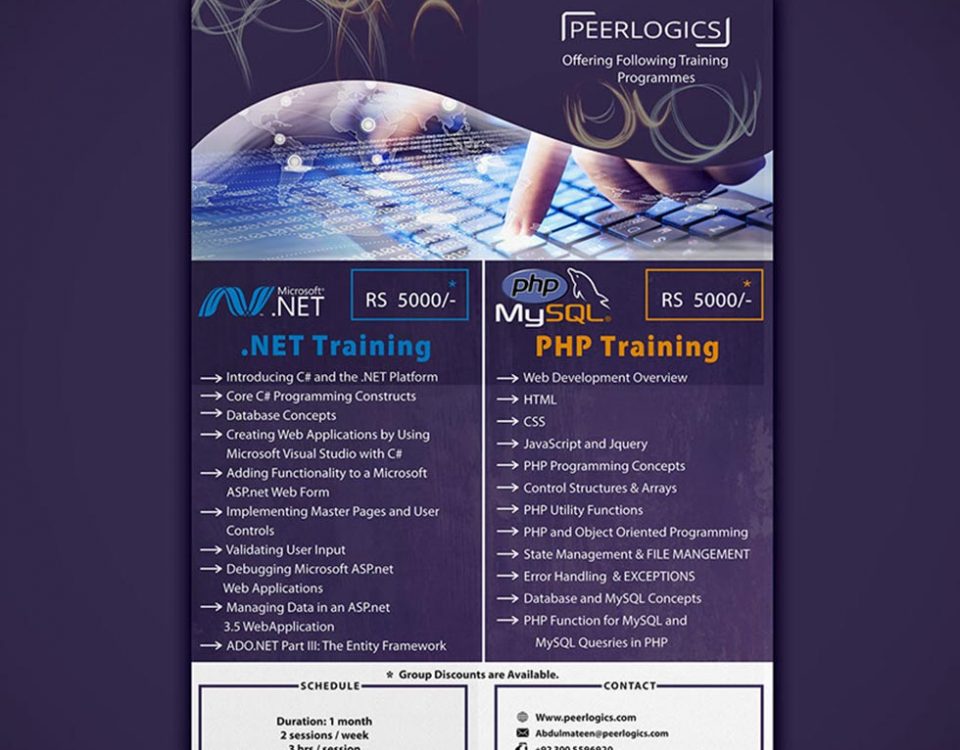 PEERLOGICS
Offering Following Training
Programmes
Microsoft®
.NET
RS 5000/-
*
.NET Training
Introducing C# and the .NET Platform
Core C# Programming Constructs
Database Concepts
Creating Web Applications by Using
Microsoft Visual Studio with C#
Adding Functionality to a Microsoft
ASP.net Web Form
Implementing Master Pages and User
Controls
Validating User Input
Debugging Microsoft ASP.net
Web Applications
Managing Data in an ASP.net
3.5 WebApplication
ADO.NET Part III: The Entity Framework
php
MySQL®
RS 5000/-
*
PHP Training
Web Development Overview
HTML
CSS
JavaScript and Jquery
PHP Programming Concepts
Control Structures & Arrays
PHP Utility Functions
PHP and Object Oriented Programming
State Management & FILE MANGEMENT
Error Handling & EXCEPTIONS
Database and MySQL Concepts
PHP Function for MySQL and
MySQL Quesries in PHP
* Group Discounts are Available.
SCHEDULE
Duration: 1 month
2 sessions / week
3 hrs / session
CONTACT
Www.peerlogics.com
Abdulmateen@peerlogics.com
+92 300 5596920